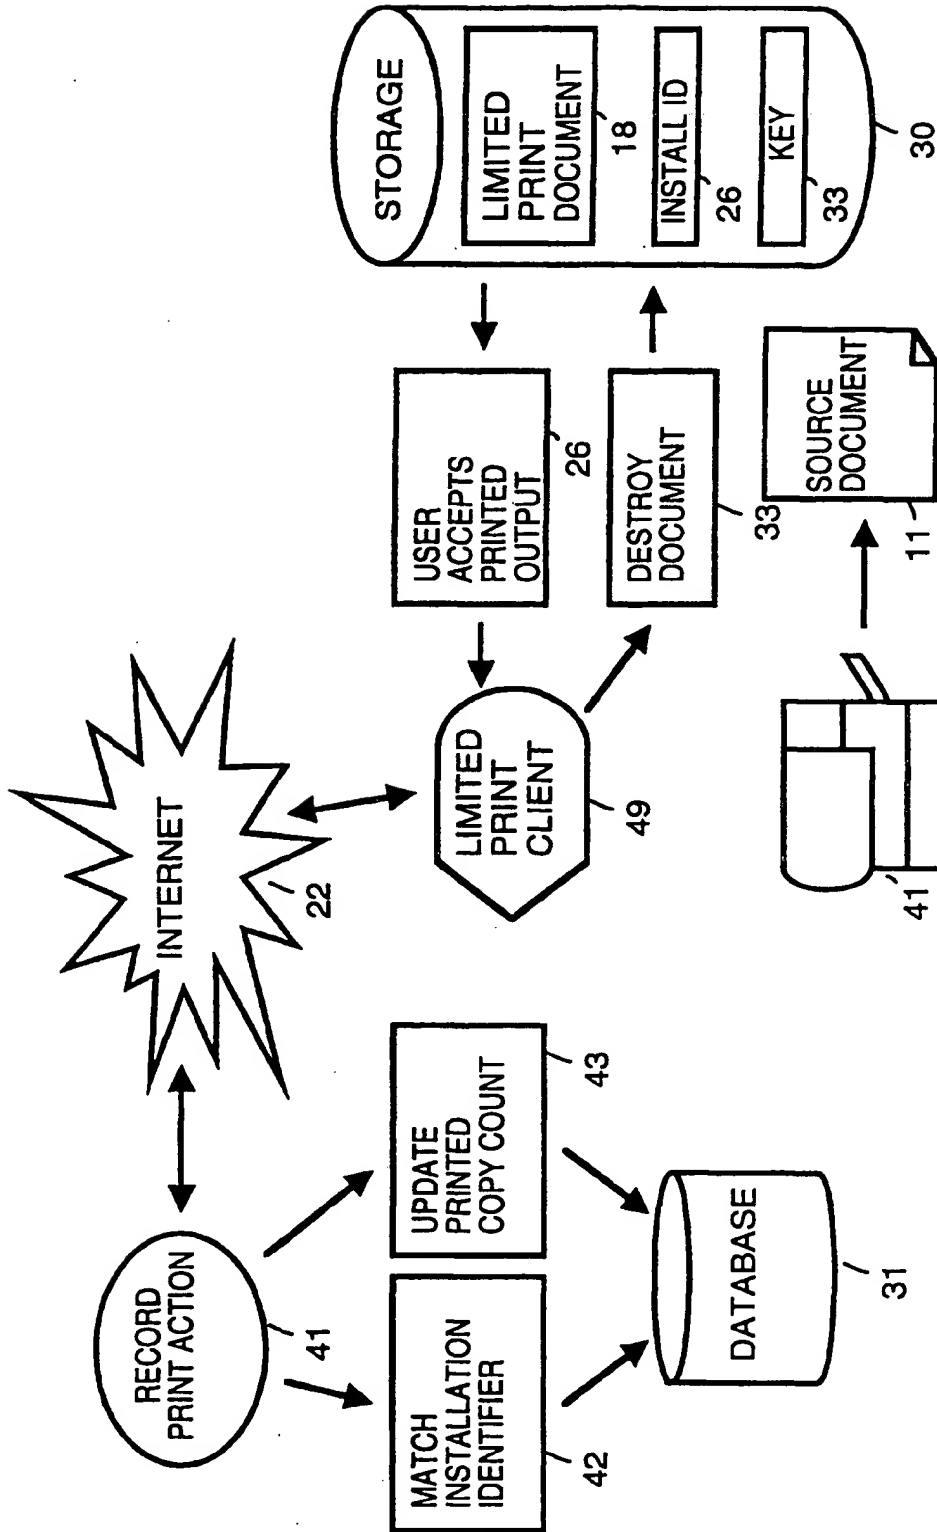 RECORD
PRINT ACTION
41
INTERNET
22
MATCH
INSTALLATION
IDENTIFIER
42
UPDATE
PRINTED
COPY COUNT
43
DATABASE
31
LIMITED
PRINT
CLIENT
49
USER
ACCEPTS
PRINTED
OUTPUT
26
DESTROY
DOCUMENT
33
STORAGE
LIMITED
PRINT
DOCUMENT
18
INSTALL ID
26
KEY
33
30
41
SOURCE
DOCUMENT
11